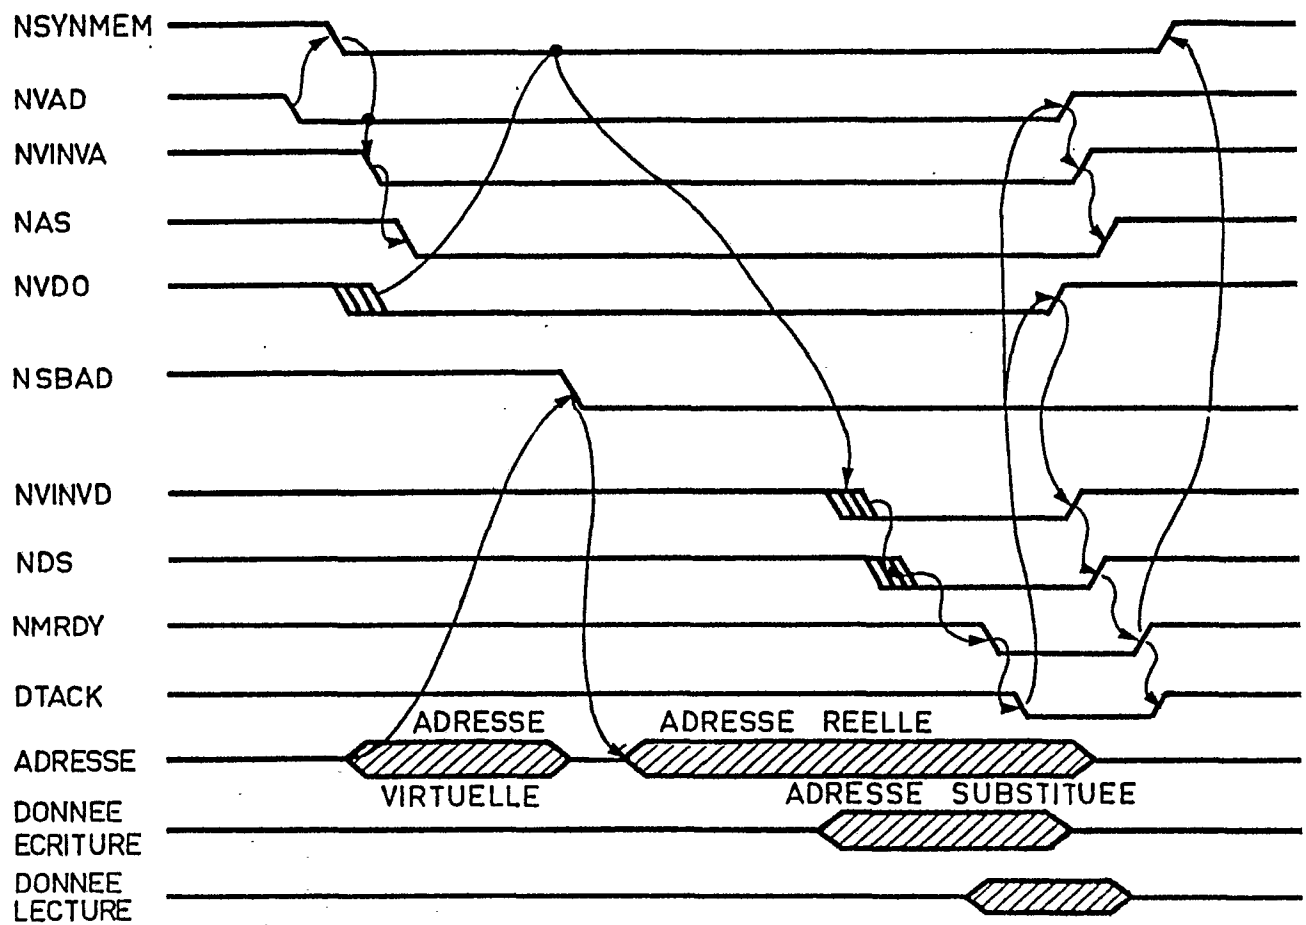 NSYNMEM
NVAD
NVINVA
NAS
NVDO
NSBAD
NVINVD
NDS
NMRDY
DTACK
ADRESSE ADRESSE REELLE
ADRESSE
VIRTUELLE ADRESSE SUBSTITUEE
DONNEE
ECRITURE
DONNEE
LECTURE